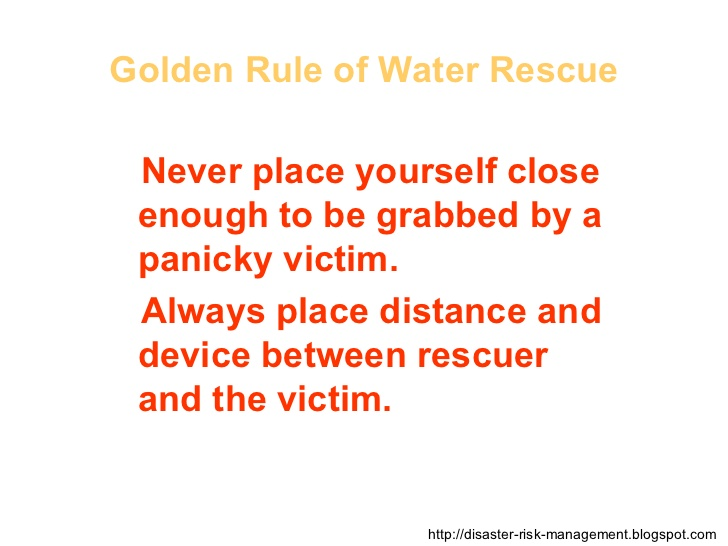 Golden Rule of Water Rescue
Never place yourself close
enough to be grabbed by a
panicky victim.
Always place distance and
device between rescuer
and the victim.
http://disaster-risk-management.blogspot.com